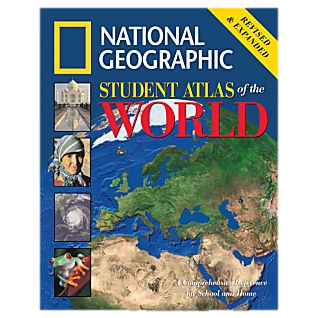 REVISED
& EXPANDED
NATIONAL
GEOGRAPHIC
STUDENT ATLAS of the
WORLD
A Comprehensive Reference
for School and Home